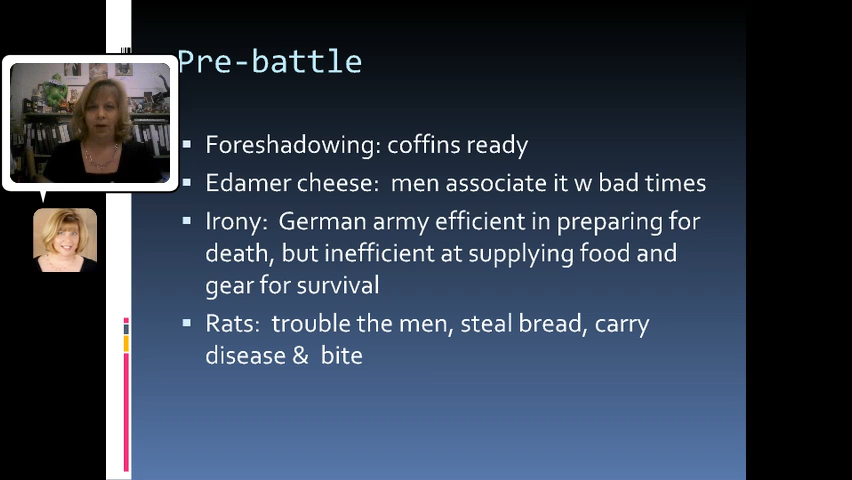 Pre-battle
▪ Foreshadowing: coffins ready
▪ Edamer cheese: men associate it w bad times
▪ Irony: German army efficient in preparing for
death, but inefficient at supplying food and
gear for survival
▪ Rats: trouble the men, steal bread, carry
disease & bite